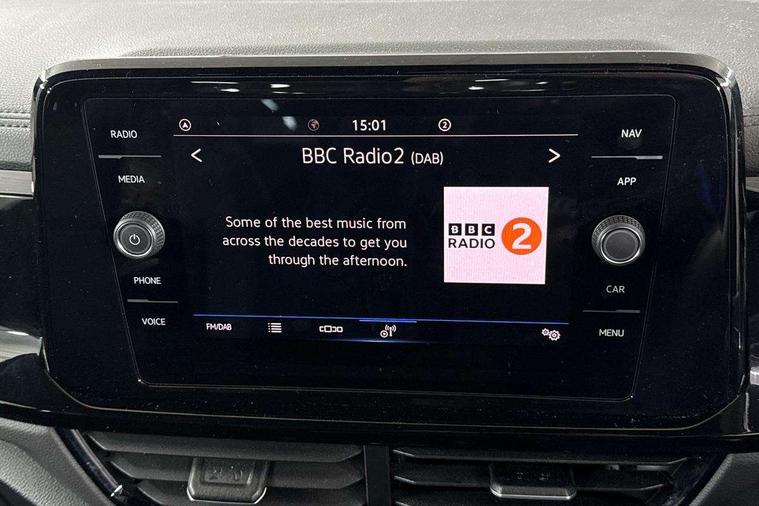 RADIO
MEDIA
PHONE
VOICE
15:01
2
BBC Radio2 (DAB)
Some of the best music from
across the decades to get you
through the afternoon.
BBC
RADIO 2
FM/DAB
NAV
APP
CAR
MENU